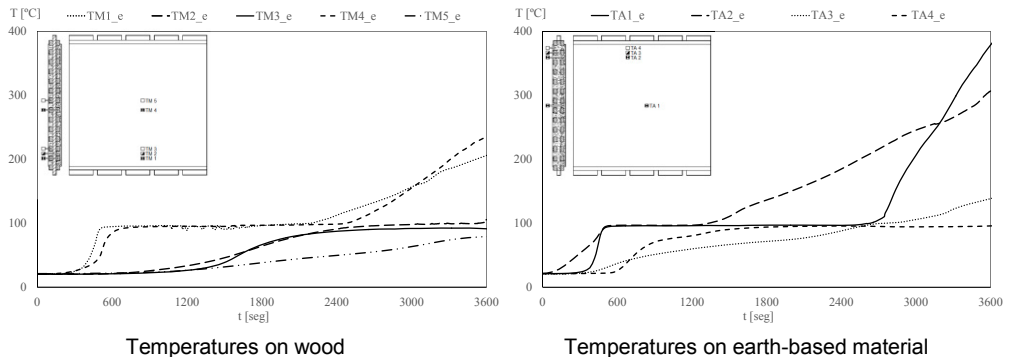 T [ºC]
TM1_e TM2_e TM3_e TM4_e TM5_e
400
300
200
100
0
TM 5
TM 4
TM 3
TM 2
TM 1
0 600 1200 1800 2400 3000 3600
t [seg]
Temperatures on wood
T [ºC]
TA1_e TA2_e TA3_e TA4_e
400
300
200
100
0
TA 4
TA 3
TA 2
TA 1
0 600 1200 1800 2400 3000 3600
t [seg]
Temperatures on earth-based material